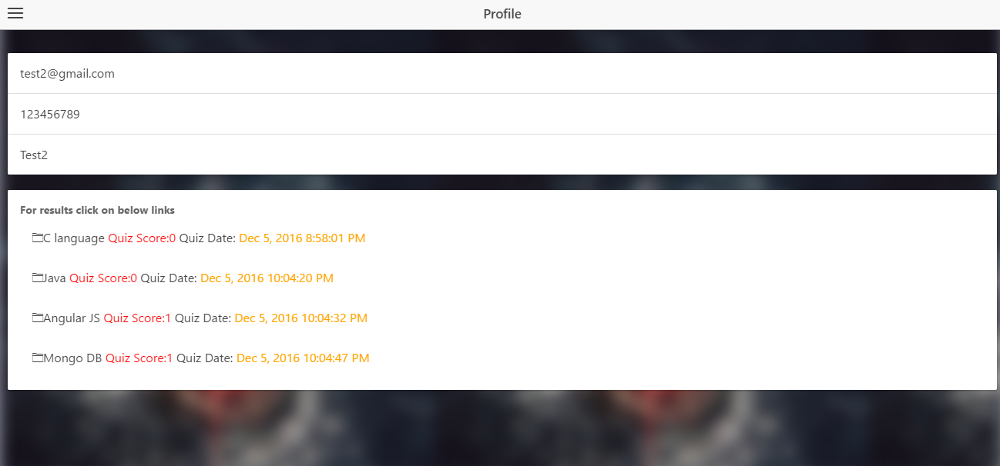 Profile
test2@gmail.com
123456789
Test2
For results click on below links
C language Quiz Score:0 Quiz Date: Dec 5, 2016 8:58:01 PM
Java Quiz Score:0 Quiz Date: Dec 5, 2016 10:04:20 PM
Angular JS Quiz Score:1 Quiz Date: Dec 5, 2016 10:04:32 PM
Mongo DB Quiz Score:1 Quiz Date: Dec 5, 2016 10:04:47 PM